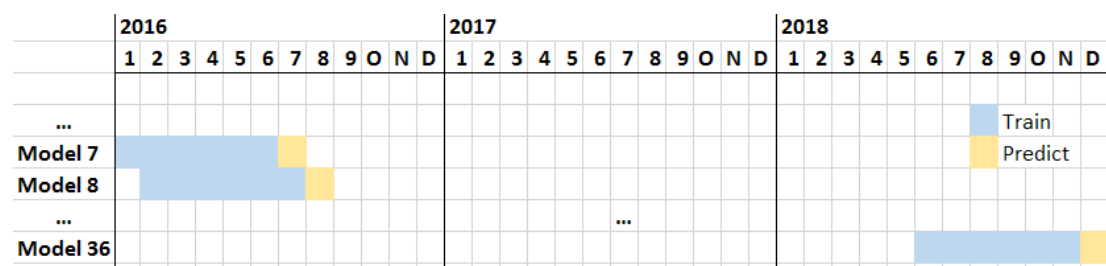 2016 2017 2018
1 2 3 4 5 6 7 8 9 O N D 1 2 3 4 5 6 7 8 9 O N D 1 2 3 4 5 6 7 8 9 O N D
... Train
Model 7 Predict
Model 8
... ...
Model 36